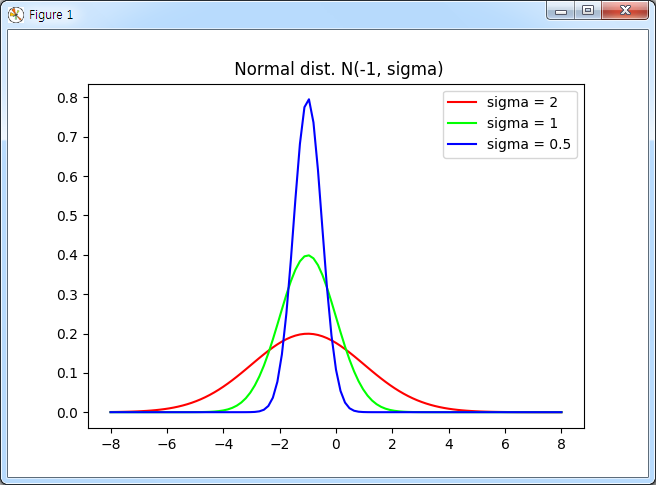 Figure 1
Normal dist. N(-1, sigma)
sigma = 2
sigma = 1
sigma = 0.5
0.8
0.7
0.6
0.5
0.4
0.3
0.2
0.1
0.0
−8 −6 −4 −2 0 2 4 6 8